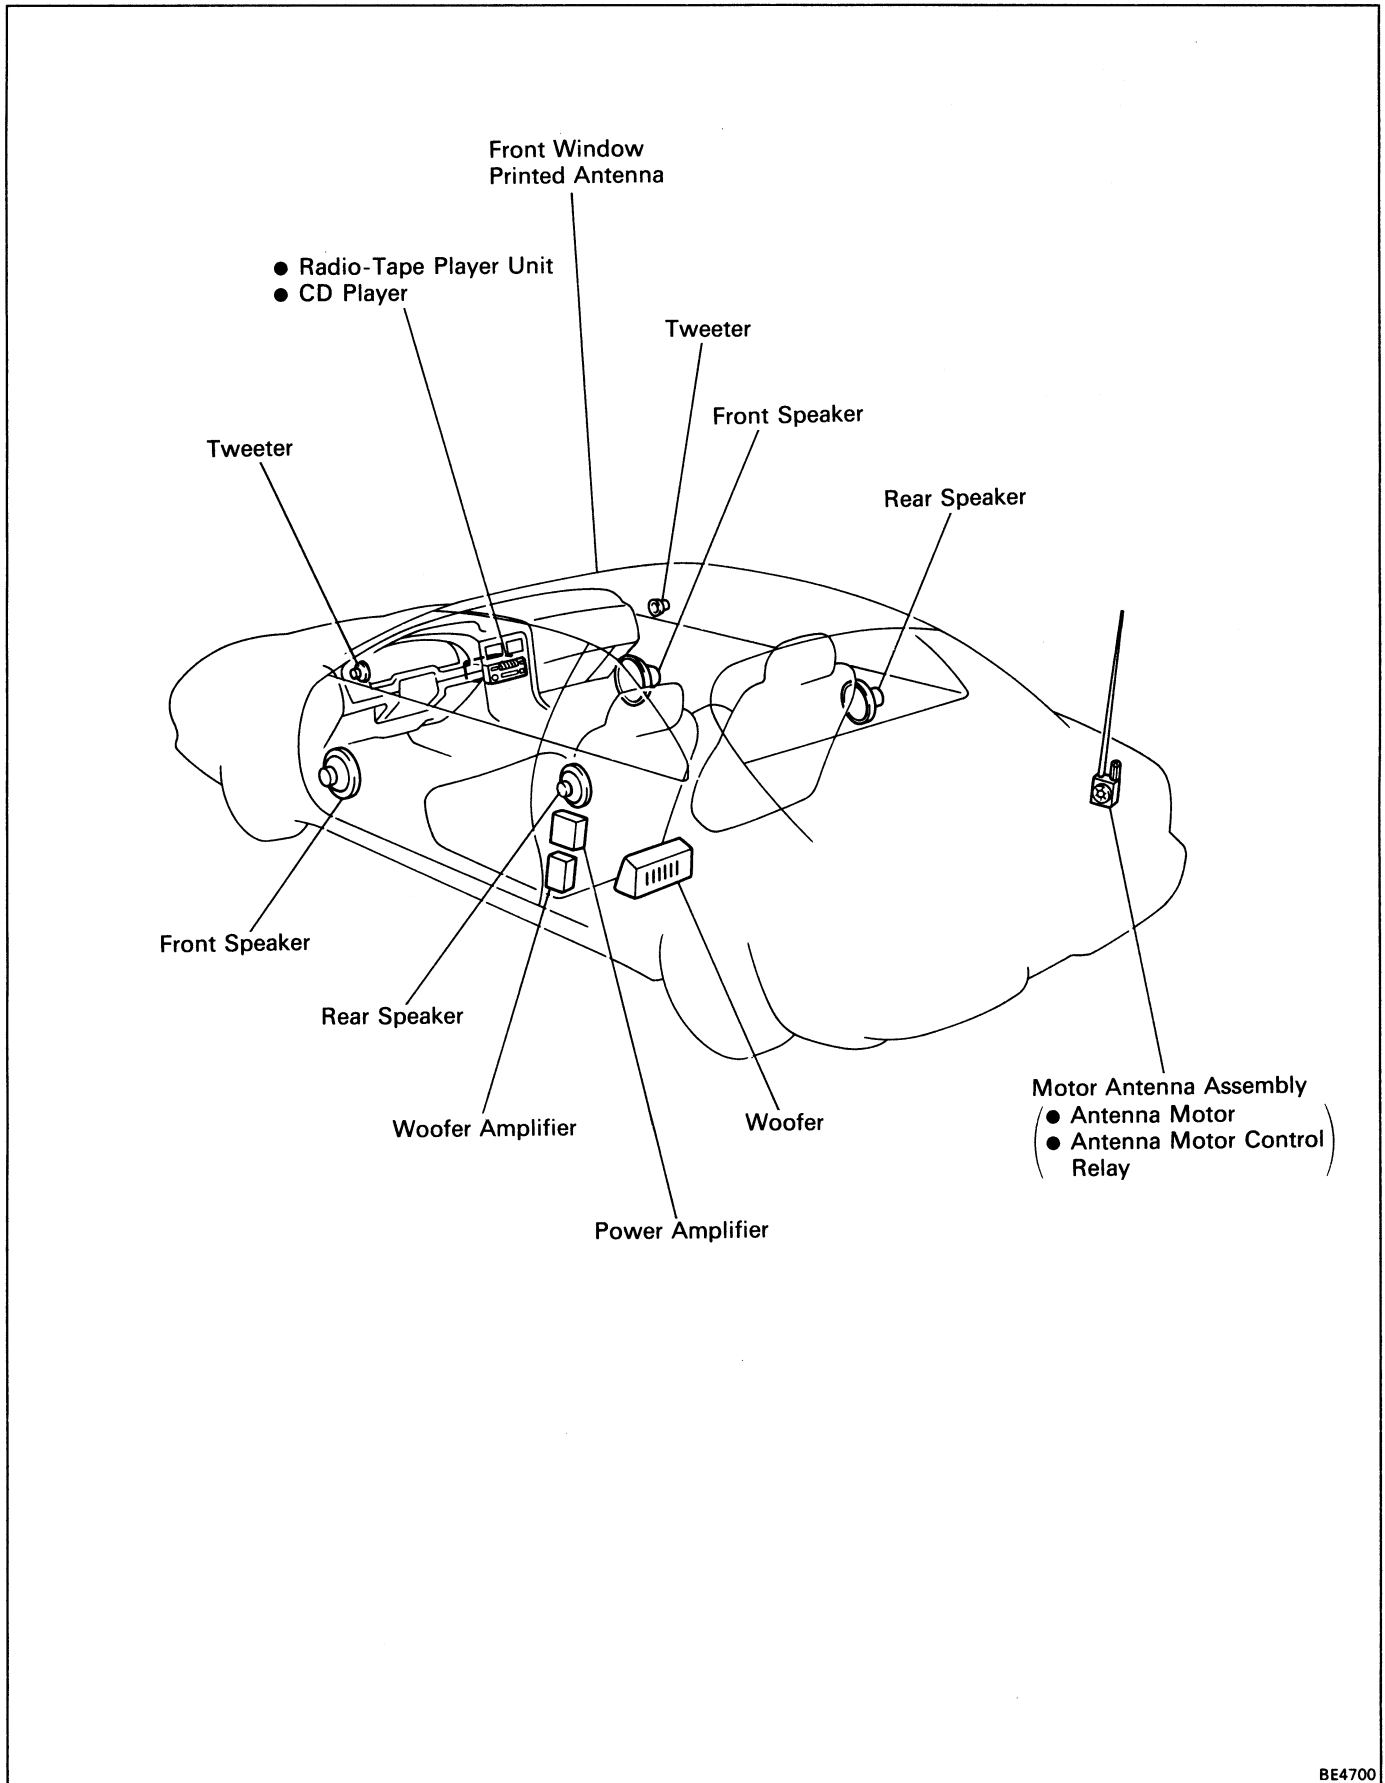 Front Window
Printed Antenna
● Radio-Tape Player Unit
● CD Player
Tweeter
Front Speaker
Tweeter
Rear Speaker
Front Speaker
Rear Speaker
Woofer Amplifier
Woofer
Motor Antenna Assembly
● Antenna Motor
● Antenna Motor Control
Relay
Power Amplifier
BE4700